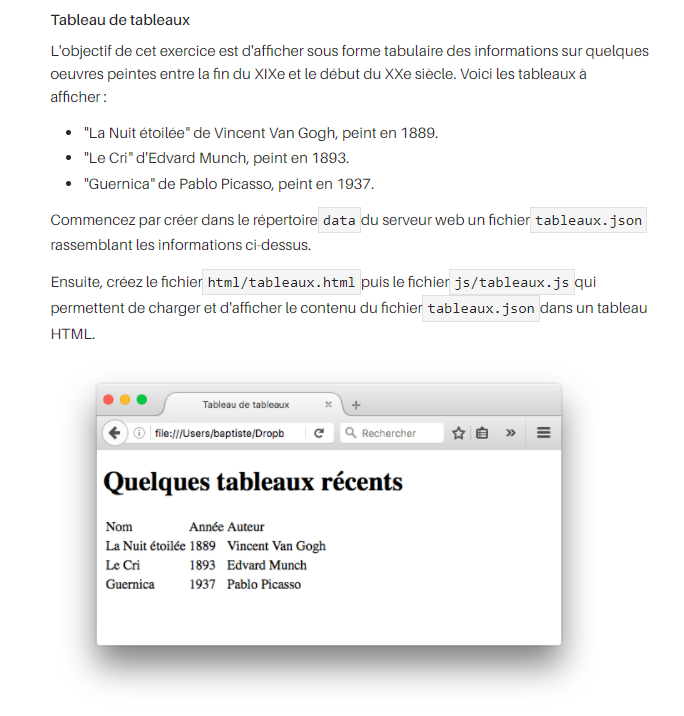 Tableau de tableaux
L'objectif de cet exercice est d'afficher sous forme tabulaire des informations sur quelques
oeuvres peintes entre la fin du XIXe et le début du XXe siècle. Voici les tableaux à
afficher :
"La Nuit étoilée" de Vincent Van Gogh, peint en 1889.
"Le Cri" d'Edvard Munch, peint en 1893.
"Guernica" de Pablo Picasso, peint en 1937.
Commencez par créer dans le répertoire data du serveur web un fichier tableaux.json
rassemblant les informations ci-dessus.
Ensuite, créez le fichier html/tableaux.html puis le fichier js/tableaux.js qui
permettent de charger et d'afficher le contenu du fichier tableaux.json dans un tableau
HTML.
Tableau de tableaux
file:///Users/baptiste/Dropb
Rechercher
Quelques tableaux récents
Nom Année Auteur
La Nuit étoilée 1889 Vincent Van Gogh
Le Cri 1893 Edvard Munch
Guernica 1937 Pablo Picasso